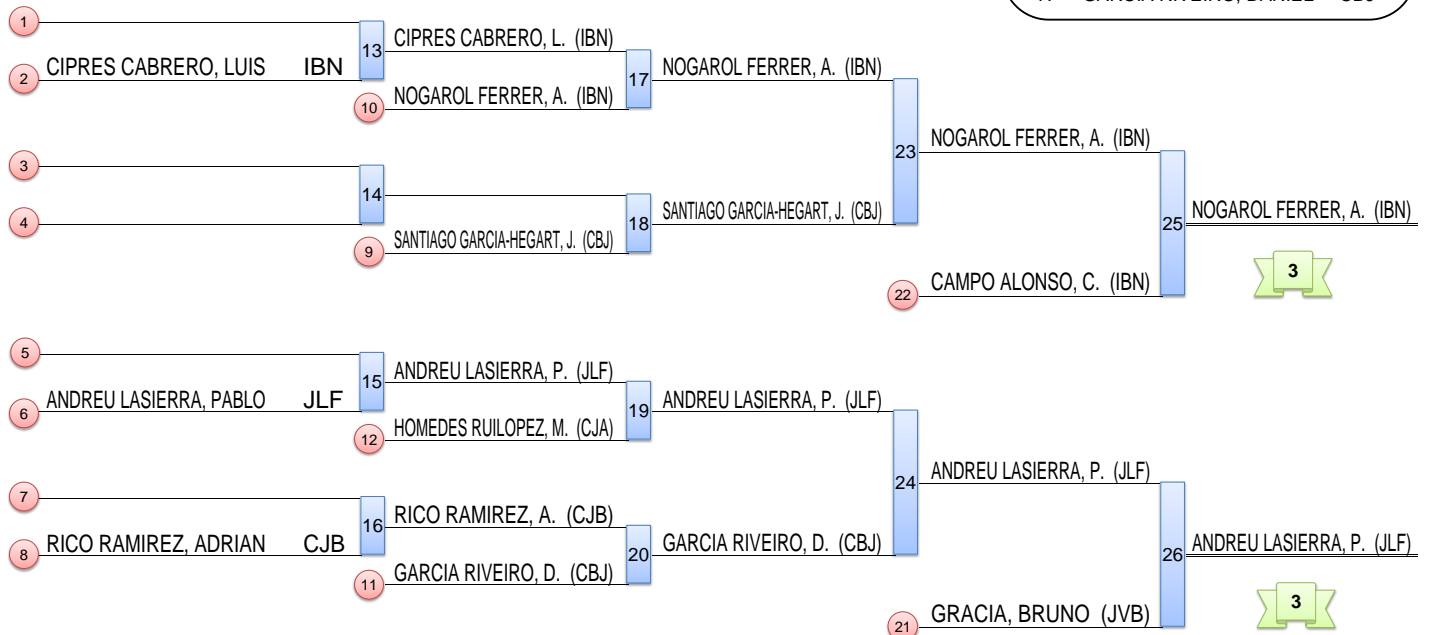 GARCIA RIVEIRO, DANIEL CBJ
1
13 CIPRES CABRERO, L. (IBN)
2 CIPRES CABRERO, LUIS IBN
17 NOGAROL FERRER, A. (IBN)
10 NOGAROL FERRER, A. (IBN)
23 NOGAROL FERRER, A. (IBN)
3
14
4
18 SANTIAGO GARCIA-HEGART, J. (CBJ)
25 NOGAROL FERRER, A. (IBN)
9 SANTIAGO GARCIA-HEGART, J. (CBJ)
3
22 CAMPO ALONSO, C. (IBN)
5
15 ANDREU LASIERRA, P. (JLF)
6 ANDREU LASIERRA, PABLO JLF
19 ANDREU LASIERRA, P. (JLF)
12 HOMEDES RUILOPEZ, M. (CJA)
24 ANDREU LASIERRA, P. (JLF)
7
16 RICO RAMIREZ, A. (CJB)
8 RICO RAMIREZ, ADRIAN CJB
20 GARCIA RIVEIRO, D. (CBJ)
26 ANDREU LASIERRA, P. (JLF)
11 GARCIA RIVEIRO, D. (CBJ)
3
21 GRACIA, BRUNO (JVB)